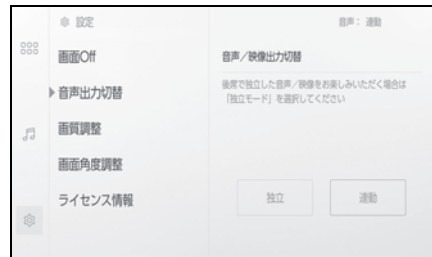 設定
音声： 連動
画面Off
音声出力切替
画質調整
画面角度調整
ライセンス情報
音声／映像出力切替
後席で独立した音声／映像をお楽しみいただく場合は
「独立モード」を選択してください
独立
連動